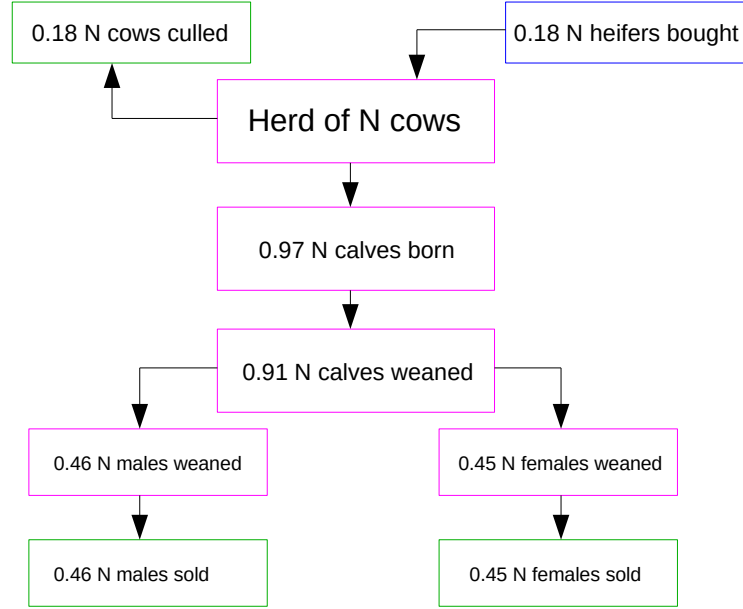 0.18 N cows culled
0.18 N heifers bought
Herd of N cows
0.97 N calves born
0.91 N calves weaned
0.46 N males weaned
0.45 N females weaned
0.46 N males sold
0.45 N females sold